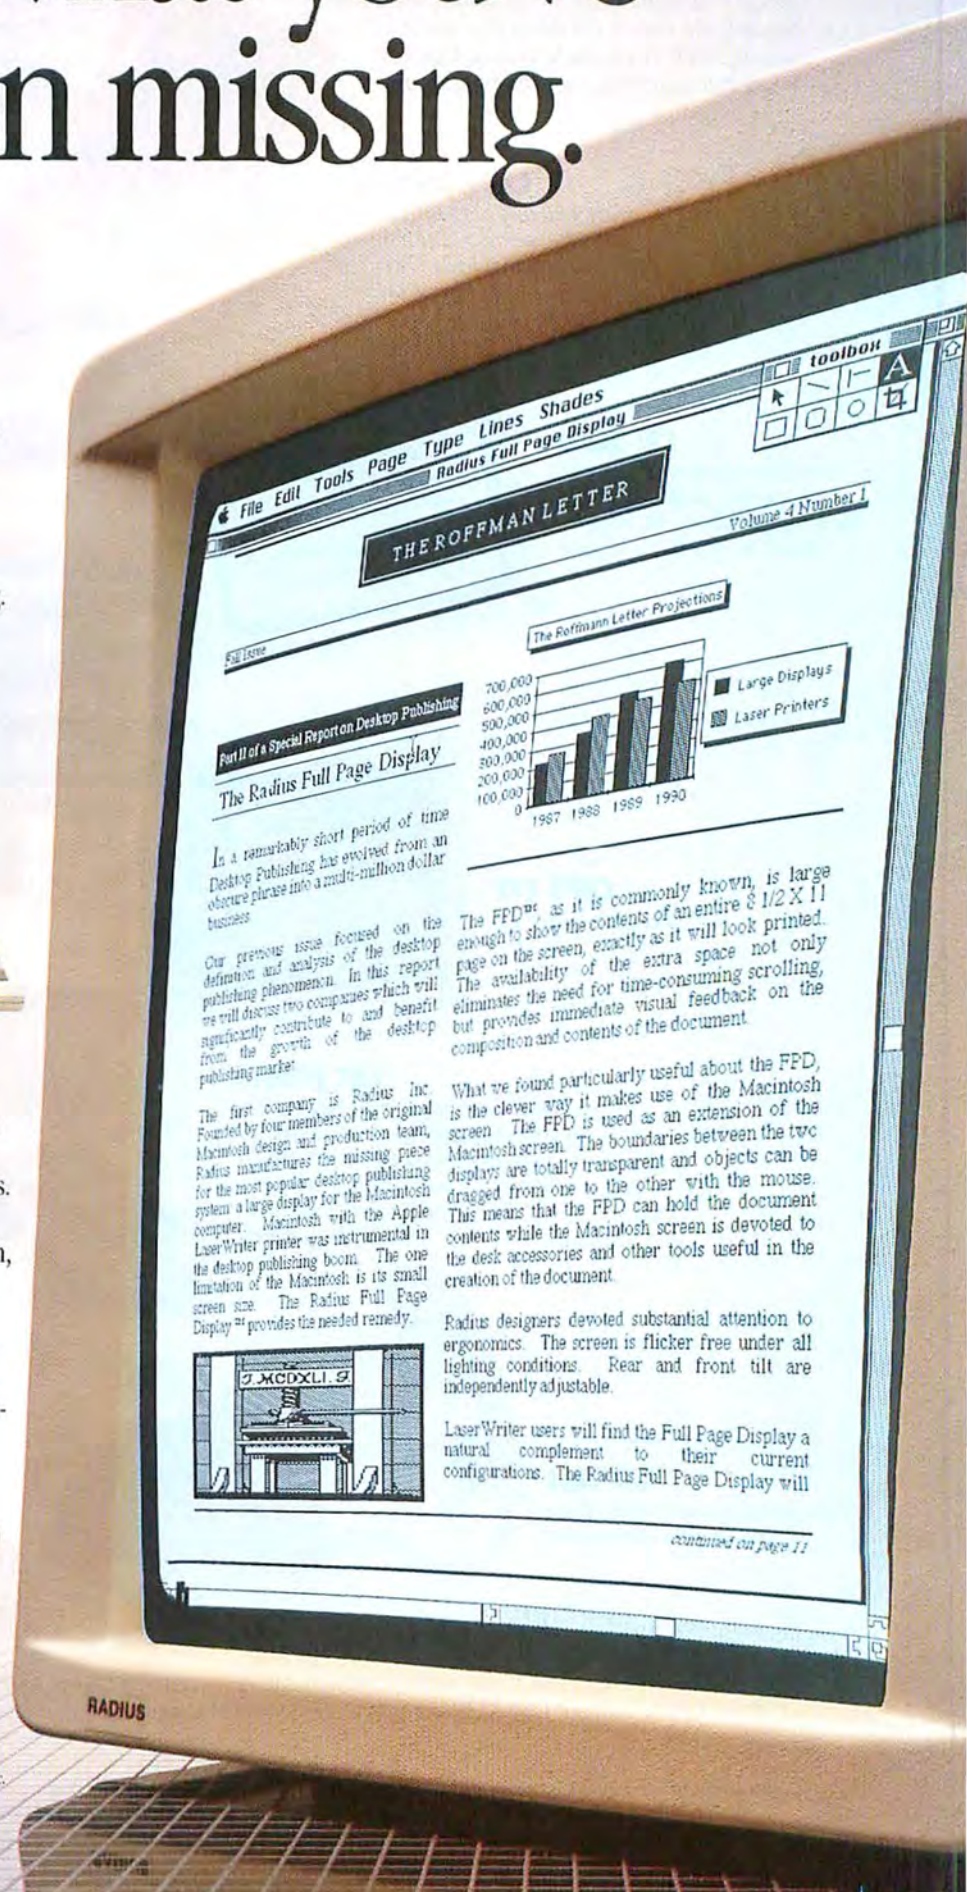 n missing.
File Edit Tools Page Type Lines Shades
Radius Full Page Display
toolbox
A
THE ROFFMAN LETTER
Volume 4 Number 1
Fall Issue
Part II of a Special Report on Desktop Publishing
The Radius Full Page Display
In a remarkably short period of time
Desktop Publishing has evolved from an
obscure phrase into a multi-million dollar
business.
Our previous issue focused on the
definition and analysis of the desktop
publishing phenomenon. In this report
we will discuss two companies which will
significantly contribute to and benefit
from the growth of the desktop
publishing market
The first company is Radius Inc.
Founded by four members of the original
Macintosh design and production team,
Radius manufactures the missing piece
for the most popular desktop publishing
system: a large display for the Macintosh
computer. Macintosh with the Apple
LaserWriter printer was instrumental in
the desktop publishing boom. The one
limitation of the Macintosh is its small
screen size. The Radius Full Page
Display™ provides the needed remedy.
J.MCDXLI.G
The Roffmann Letter Projections
700,000
600,000
500,000
400,000
300,000
200,000
100,000
0
1987 1988 1989 1990
Large Displays
Laser Printers
The FPD™, as it is commonly known, is large
enough to show the contents of an entire 8 1/2 X 11
page on the screen, exactly as it will look printed.
The availability of the extra space not only
eliminates the need for time-consuming scrolling,
but provides immediate visual feedback on the
composition and contents of the document.
What we found particularly useful about the FPD,
is the clever way it makes use of the Macintosh
screen. The FPD is used as an extension of the
Macintosh screen. The boundaries between the two
displays are totally transparent and objects can be
dragged from one to the other with the mouse.
This means that the FPD can hold the document
contents while the Macintosh screen is devoted to
the desk accessories and other tools useful in the
creation of the document.
Radius designers devoted substantial attention to
ergonomics. The screen is flicker free under all
lighting conditions. Rear and front tilt are
independently adjustable.
LaserWriter users will find the Full Page Display a
natural complement to their current
configurations. The Radius Full Page Display will
continued on page 11
RADIUS